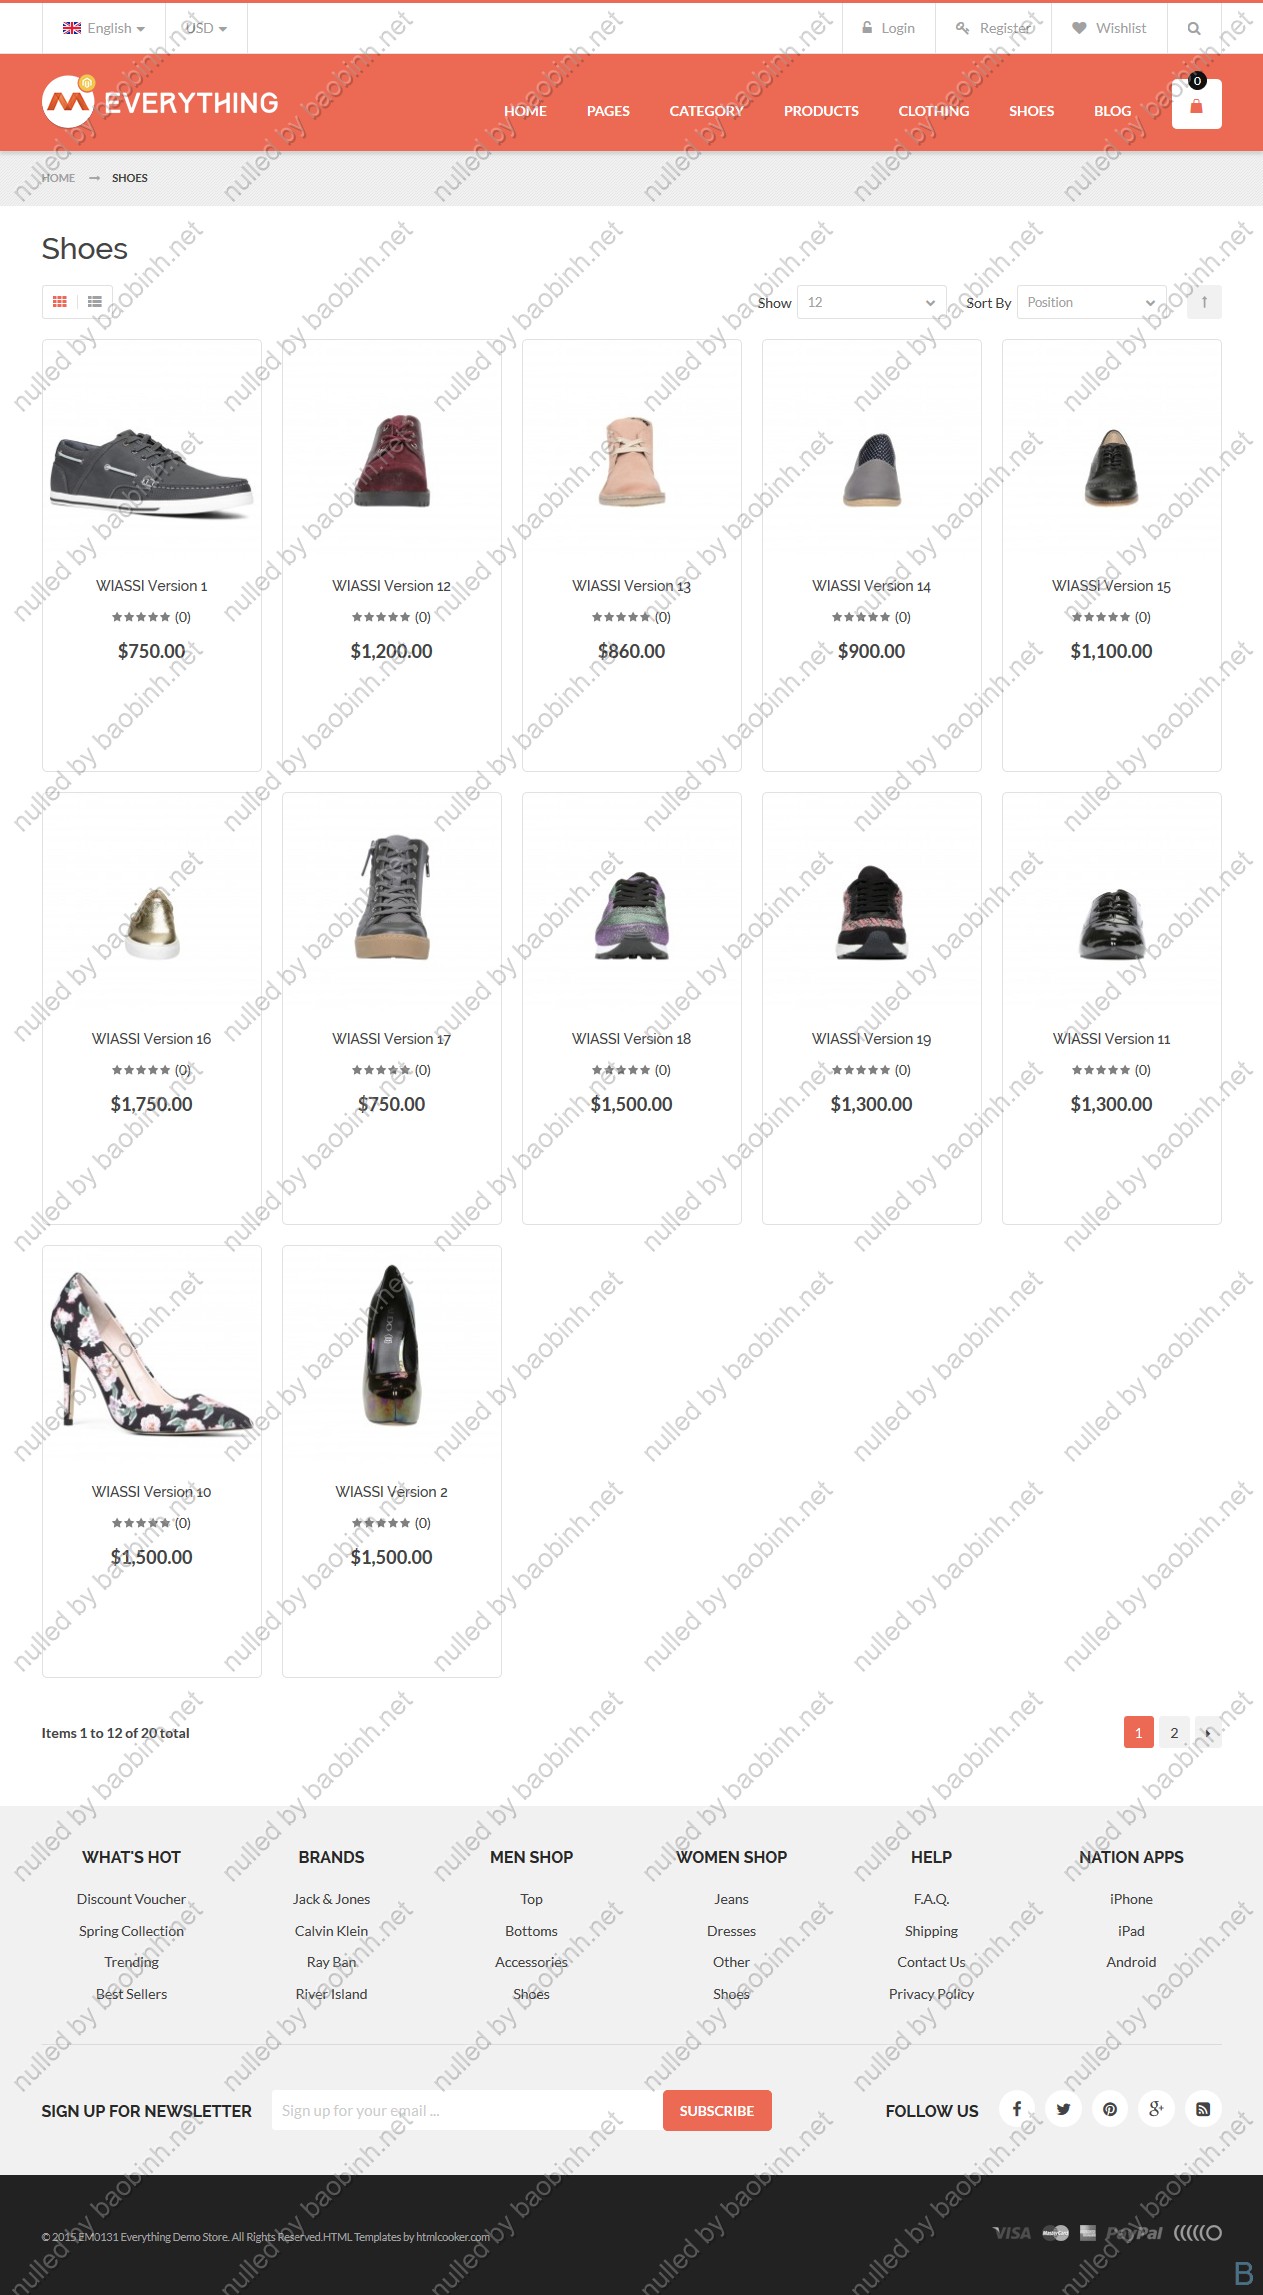 English USD Login Register Wishlist
EVERYTHING HOME PAGES CATEGORY PRODUCTS CLOTHING SHOES BLOG 0
HOME SHOES
Shoes
Show 12 Sort By Position
WIASSI Version 1 WIASSI Version 12 WIASSI Version 13 WIASSI Version 14 WIASSI Version 15
(0) (0) (0) (0) (0)
$750.00 $1,200.00 $860.00 $900.00 $1,100.00
WIASSI Version 16 WIASSI Version 17 WIASSI Version 18 WIASSI Version 19 WIASSI Version 11
(0) (0) (0) (0) (0)
$1,750.00 $750.00 $1,500.00 $1,300.00 $1,300.00
WIASSI Version 10 WIASSI Version 2
(0) (0)
$1,500.00 $1,500.00
Items 1 to 12 of 20 total 1 2
WHAT'S HOT BRANDS MEN SHOP WOMEN SHOP HELP NATION APPS
Discount Voucher Jack & Jones Top Jeans F.A.Q. iPhone
Spring Collection Calvin Klein Bottoms Dresses Shipping iPad
Trending Ray Ban Accessories Other Contact Us Android
Best Sellers River Island Shoes Shoes Privacy Policy
SIGN UP FOR NEWSLETTER Sign up for your email ... SUBSCRIBE FOLLOW US
© 2015 EM0131 Everything Demo Store. All Rights Reserved.HTML Templates by htmlcooker.com VISA MasterCard PayPal
B
nulled by baobinh.net